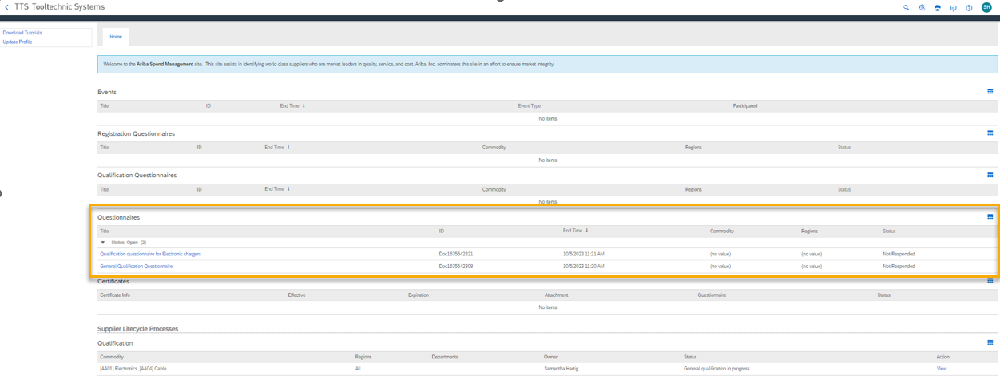 TTS Tooltechnic Systems
SH
Download Tutorials
Update Profile
Home
Welcome to the Ariba Spend Management site. This site assists in identifying world class suppliers who are market leaders in quality, service, and cost. Ariba, Inc. administers this site in an effort to ensure market integrity.
Events
Title ID End Time ↓ Event Type Participated
No items
Registration Questionnaires
Title ID End Time ↓ Commodity Regions Status
No items
Qualification Questionnaires
Title ID End Time ↓ Commodity Regions Status
No items
Questionnaires
Title ID End Time ↓ Commodity Regions Status
▼ Status: Open (2)
Qualification questionnaire for Electronic chargers Doc1635642321 10/5/2023 11:21 AM (no value) (no value) Not Responded
General Qualification Questionnaire Doc1635642308 10/5/2023 11:20 AM (no value) (no value) Not Responded
Certificates
Certificate Info Effective Expiration Attachment Questionnaire Status
No items
Supplier Lifecycle Processes
Qualification
Commodity Regions Departments Owner Status Action
[AA01] Electronics ,[AA04] Cable All Samantha Hartig General qualification in progress View